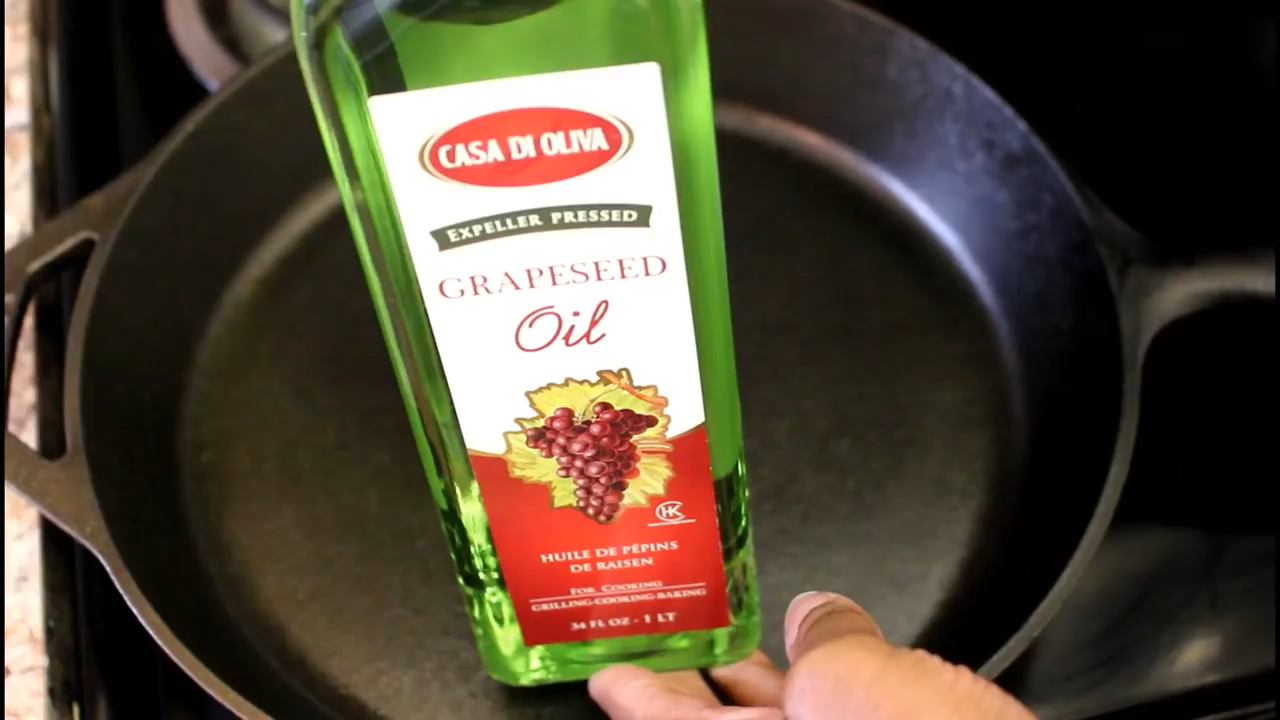 CASA DI OLIVA
EXPELLER PRESSED
GRAPESEED
Oil
HK
HUILE DE PÉPINS
DE RAISEN
FOR COOKING
GRILLING-COOKING-BAKING
34 FL OZ - 1 LT